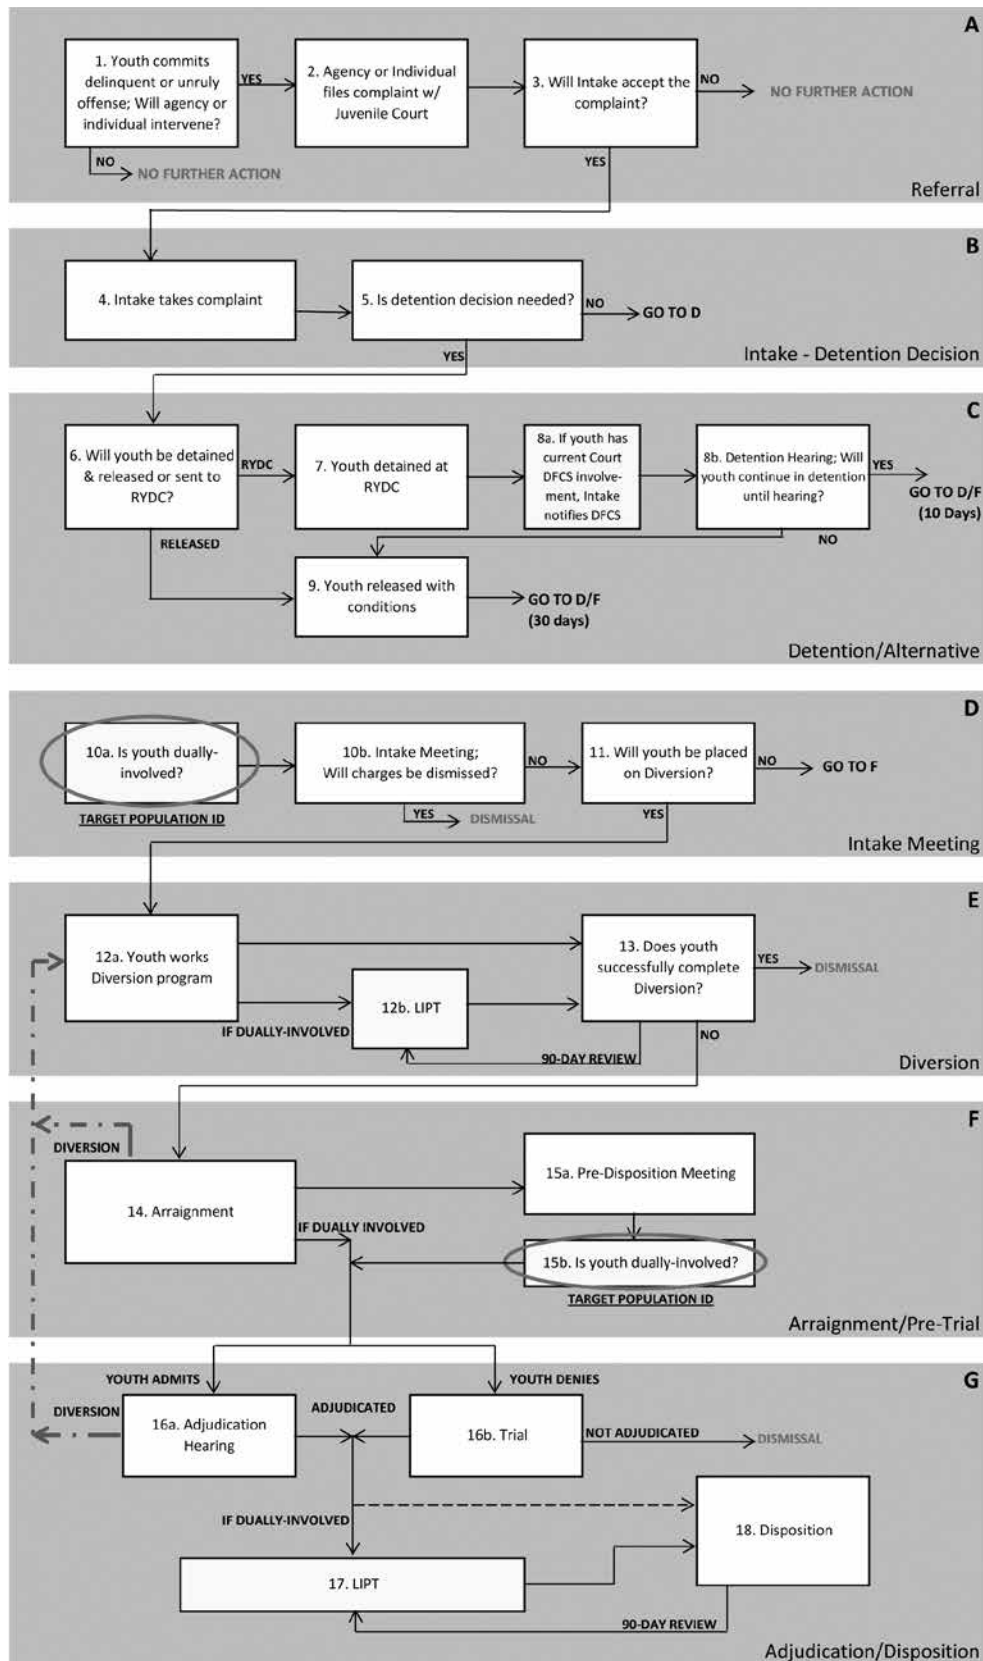 A
1. Youth commits
delinquent or unruly
offense; Will agency or
individual intervene?
YES
2. Agency or Individual
files complaint w/
Juvenile Court
3. Will Intake accept the
complaint?
NO
NO FURTHER ACTION
NO
NO FURTHER ACTION
YES
Referral
B
4. Intake takes complaint
5. Is detention decision needed?
NO
GO TO D
YES
Intake - Detention Decision
C
6. Will youth be detained
& released or sent to
RYDC?
RYDC
7. Youth detained at
RYDC
8a. If youth has
current Court
DFCS involve-
ment, Intake
notifies DFCS
8b. Detention Hearing; Will
youth continue in detention
until hearing?
YES
GO TO D/F
(10 Days)
RELEASED
NO
9. Youth released with
conditions
GO TO D/F
(30 days)
Detention/Alternative
D
10a. Is youth dually-
involved?
TARGET POPULATION ID
10b. Intake Meeting;
Will charges be dismissed?
NO
11. Will youth be placed
on Diversion?
NO
GO TO F
YES
DISMISSAL
YES
Intake Meeting
E
12a. Youth works
Diversion program
IF DUALLY-INVOLVED
12b. LIPT
13. Does youth
successfully complete
Diversion?
YES
DISMISSAL
90-DAY REVIEW
NO
Diversion
F
DIVERSION
14. Arraignment
IF DUALLY INVOLVED
15a. Pre-Disposition Meeting
15b. Is youth dually-involved?
TARGET POPULATION ID
Arraignment/Pre-Trial
G
YOUTH ADMITS
YOUTH DENIES
DIVERSION
16a. Adjudication
Hearing
ADJUDICATED
16b. Trial
NOT ADJUDICATED
DISMISSAL
IF DUALLY-INVOLVED
17. LIPT
18. Disposition
90-DAY REVIEW
Adjudication/Disposition